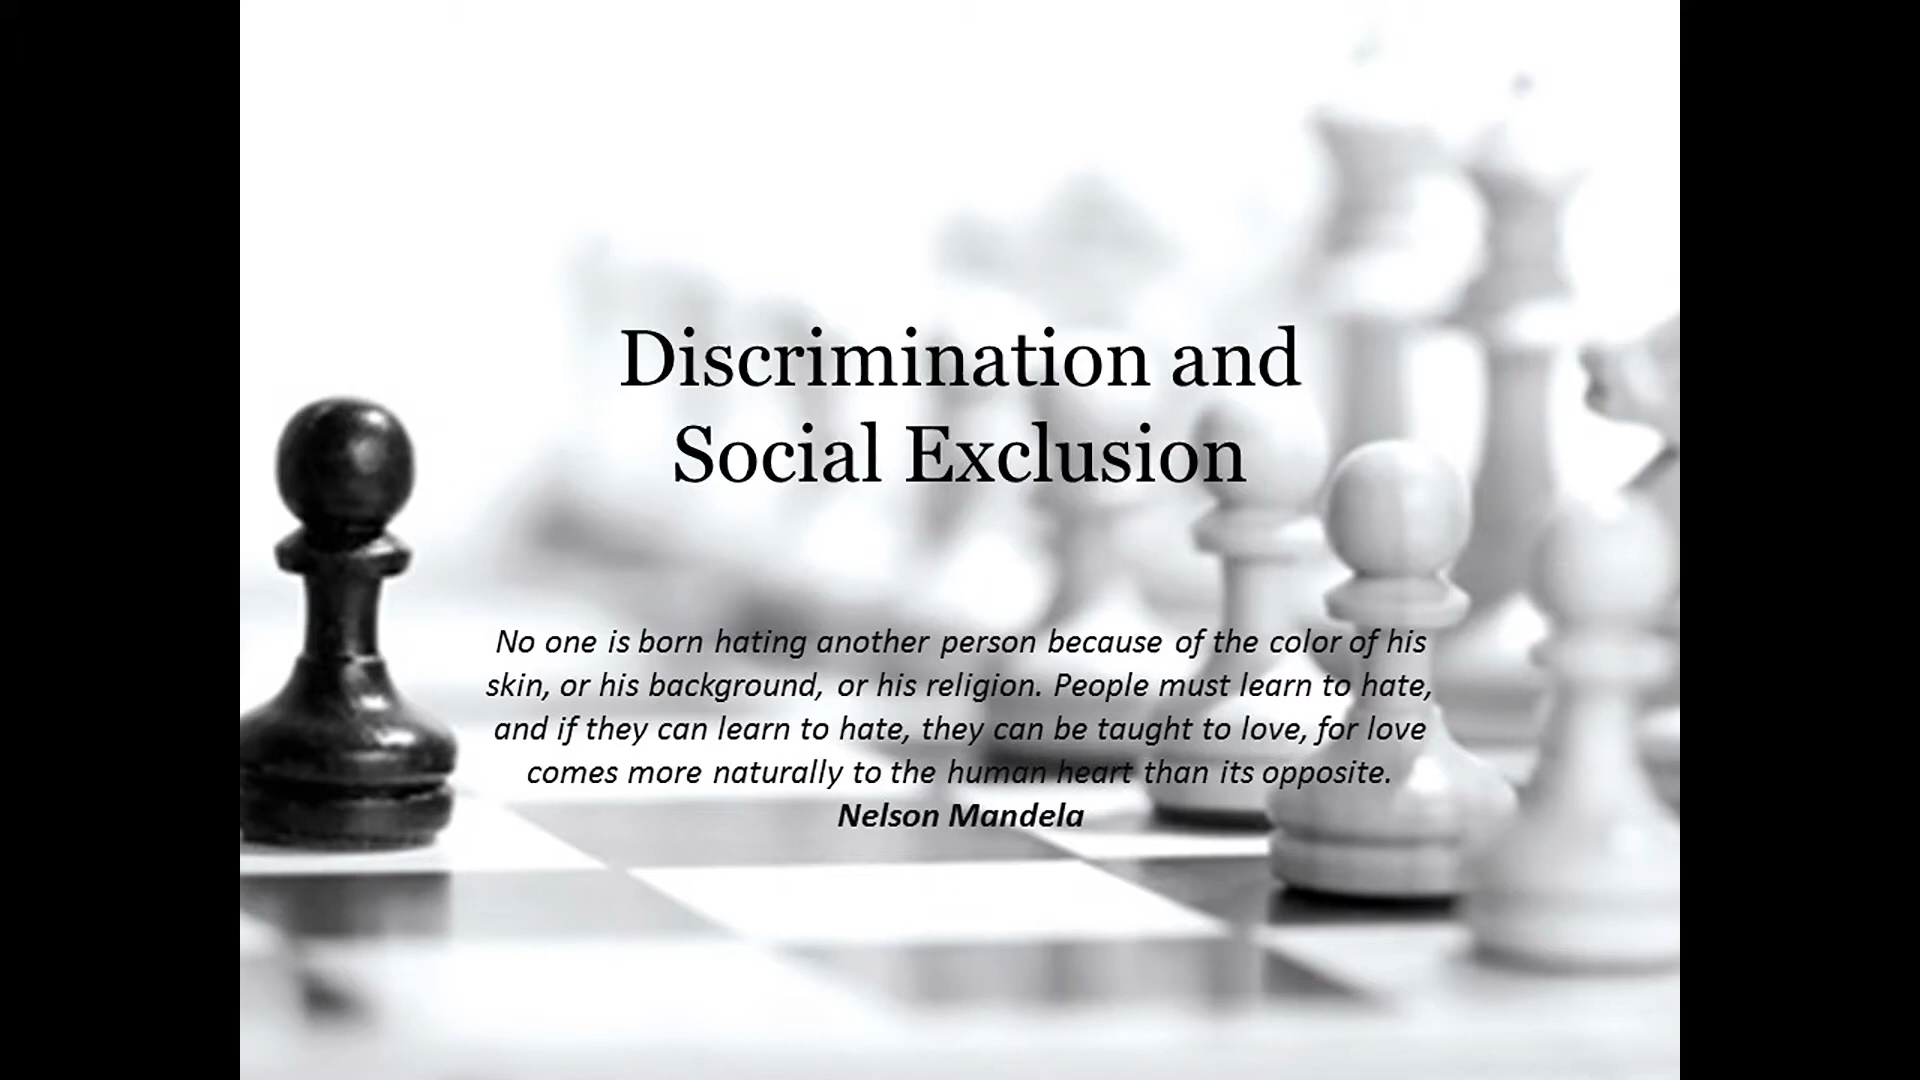 Discrimination and
Social Exclusion
No one is born hating another person because of the color of his
skin, or his background, or his religion. People must learn to hate,
and if they can learn to hate, they can be taught to love, for love
comes more naturally to the human heart than its opposite.
Nelson Mandela